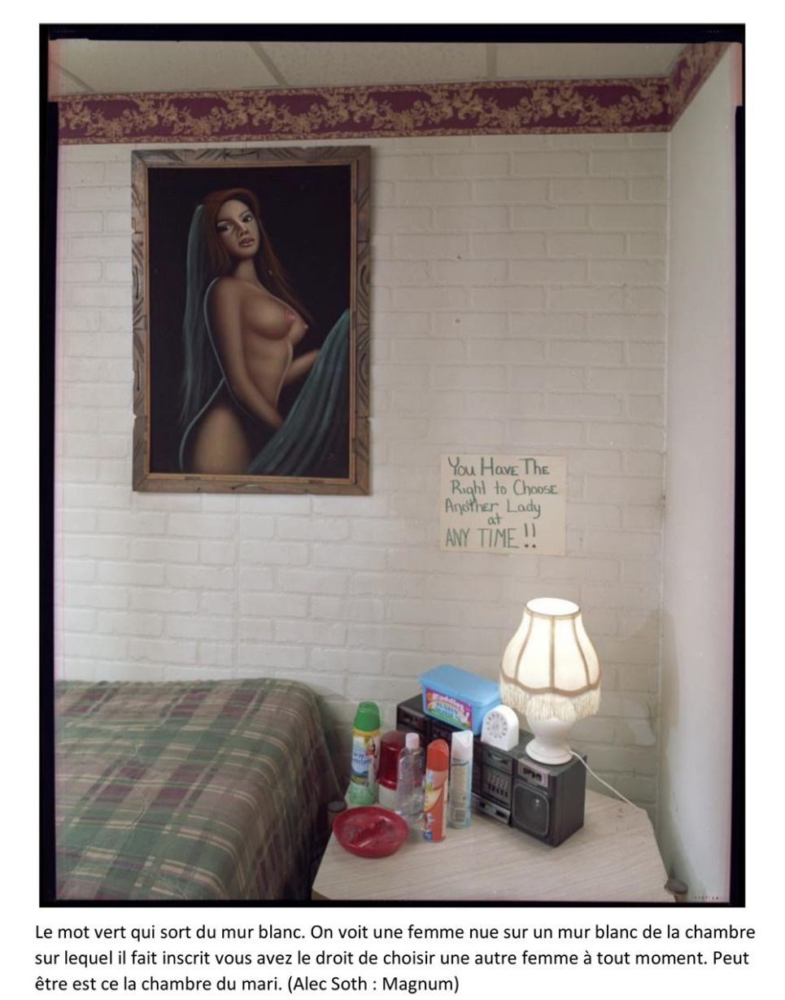 You Have The
Right to Choose
Another Lady
at
ANY TIME !!
Le mot vert qui sort du mur blanc. On voit une femme nue sur un mur blanc de la chambre
sur lequel il fait inscrit vous avez le droit de choisir une autre femme à tout moment. Peut
être est ce la chambre du mari. (Alec Soth : Magnum)